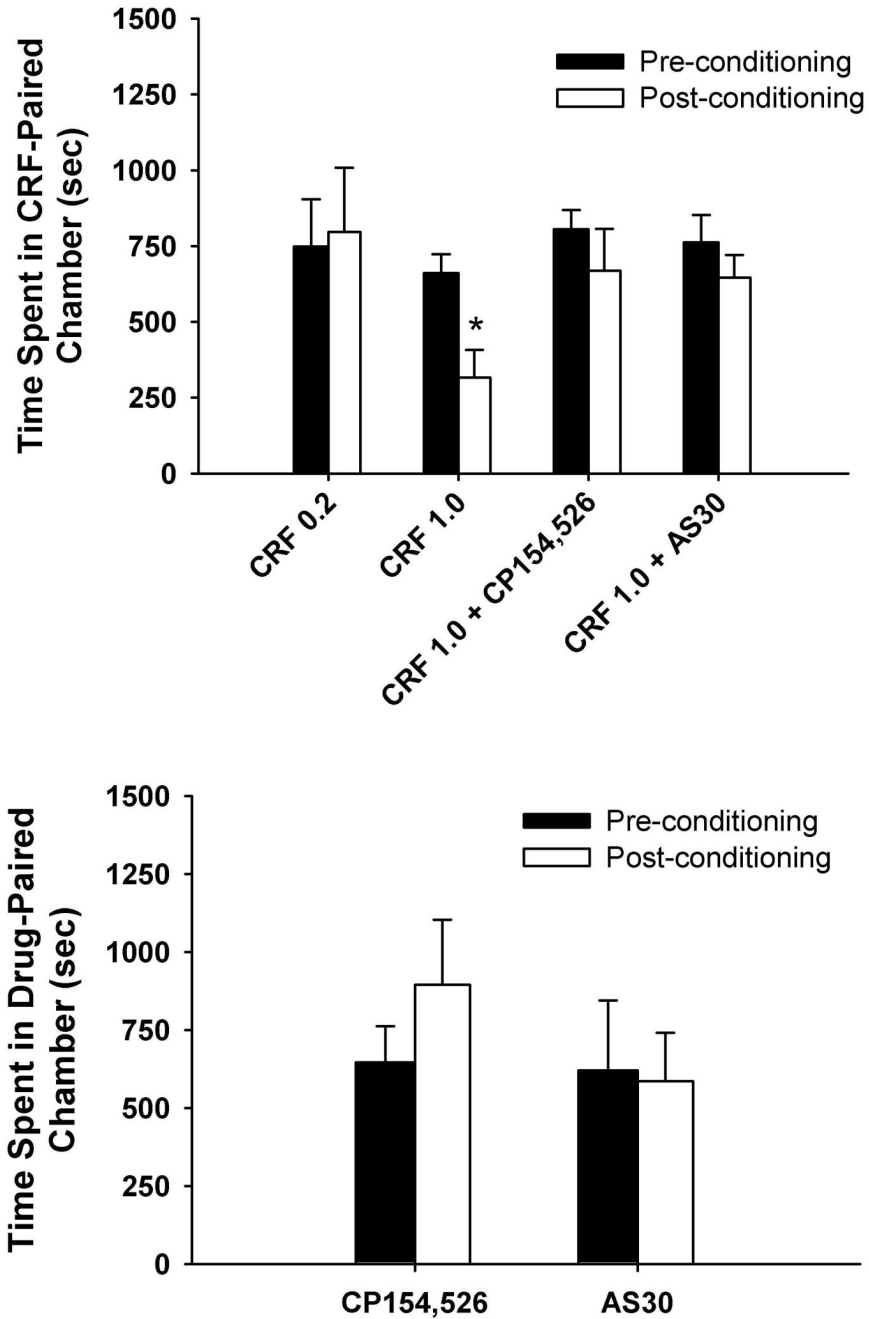 1500
1250
1000
750
500
250
0
Time Spent in CRF-Paired
Chamber (sec)
Pre-conditioning
Post-conditioning
*
CRF 0.2
CRF 1.0
CRF 1.0 + CP154,526
CRF 1.0 + AS30
1500
1250
1000
750
500
250
0
Time Spent in Drug-Paired
Chamber (sec)
Pre-conditioning
Post-conditioning
CP154,526
AS30